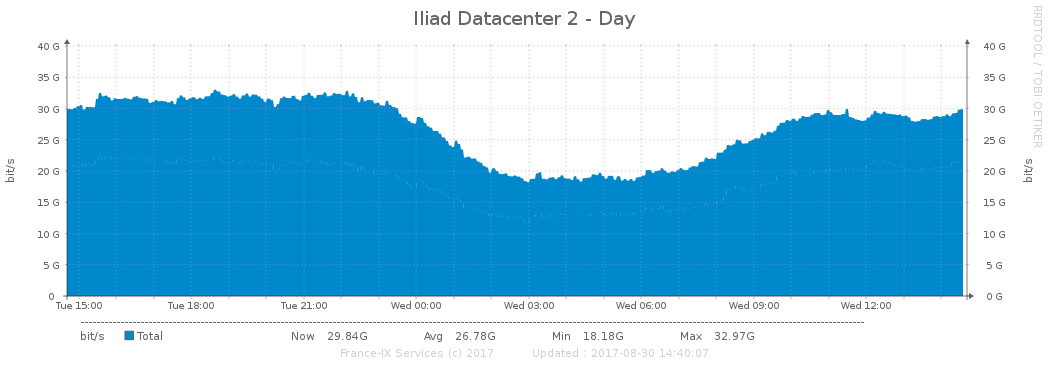 Iliad Datacenter 2 - Day
RRDTOOL / TOBI OETIKER
bit/s
bit/s
40 G 40 G
35 G 35 G
30 G 30 G
25 G 25 G
20 G 20 G
15 G 15 G
10 G 10 G
5 G 5 G
0 0 G
Tue 15:00 Tue 18:00 Tue 21:00 Wed 00:00 Wed 03:00 Wed 06:00 Wed 09:00 Wed 12:00
bit/s Total Now 29.84G Avg 26.78G Min 18.18G Max 32.97G
France-IX Services (c) 2017 Updated : 2017-08-30 14:40:07